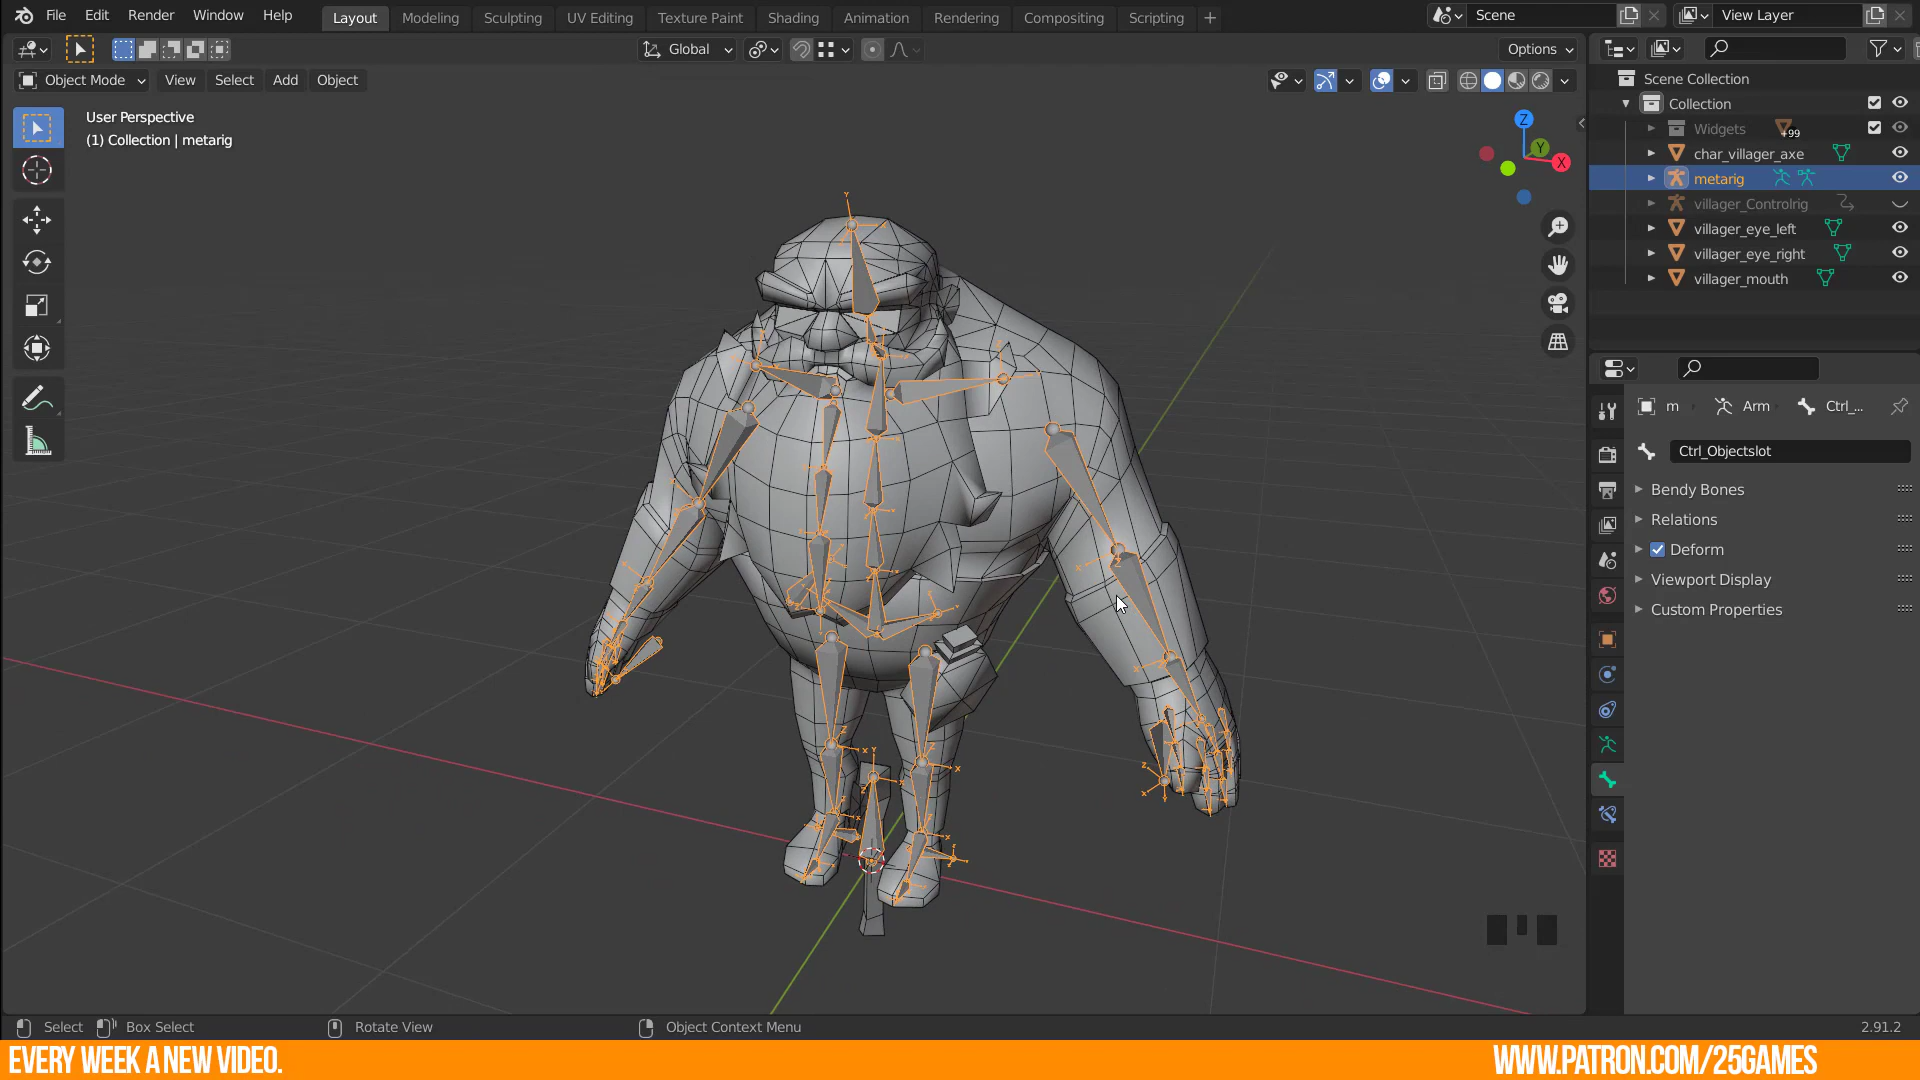 File Edit Render Window Help Layout Modeling Sculpting UV Editing Texture Paint Shading Animation Rendering Compositing Scripting Scene View Layer
Global Options
Object Mode View Select Add Object
Scene Collection
User Perspective
(1) Collection | metarig
Collection
Widgets +99
char_villager_axe
metarig
villager_Controlrig
villager_eye_left
villager_eye_right
villager_mouth
Z
Y
X
m Arm Ctrl_...
Ctrl_Objectslot
Bendy Bones
Relations
Deform
Viewport Display
Custom Properties
Select Box Select Rotate View Object Context Menu 2.91.2
EVERY WEEK A NEW VIDEO. WWW.PATRON.COM/25GAMES